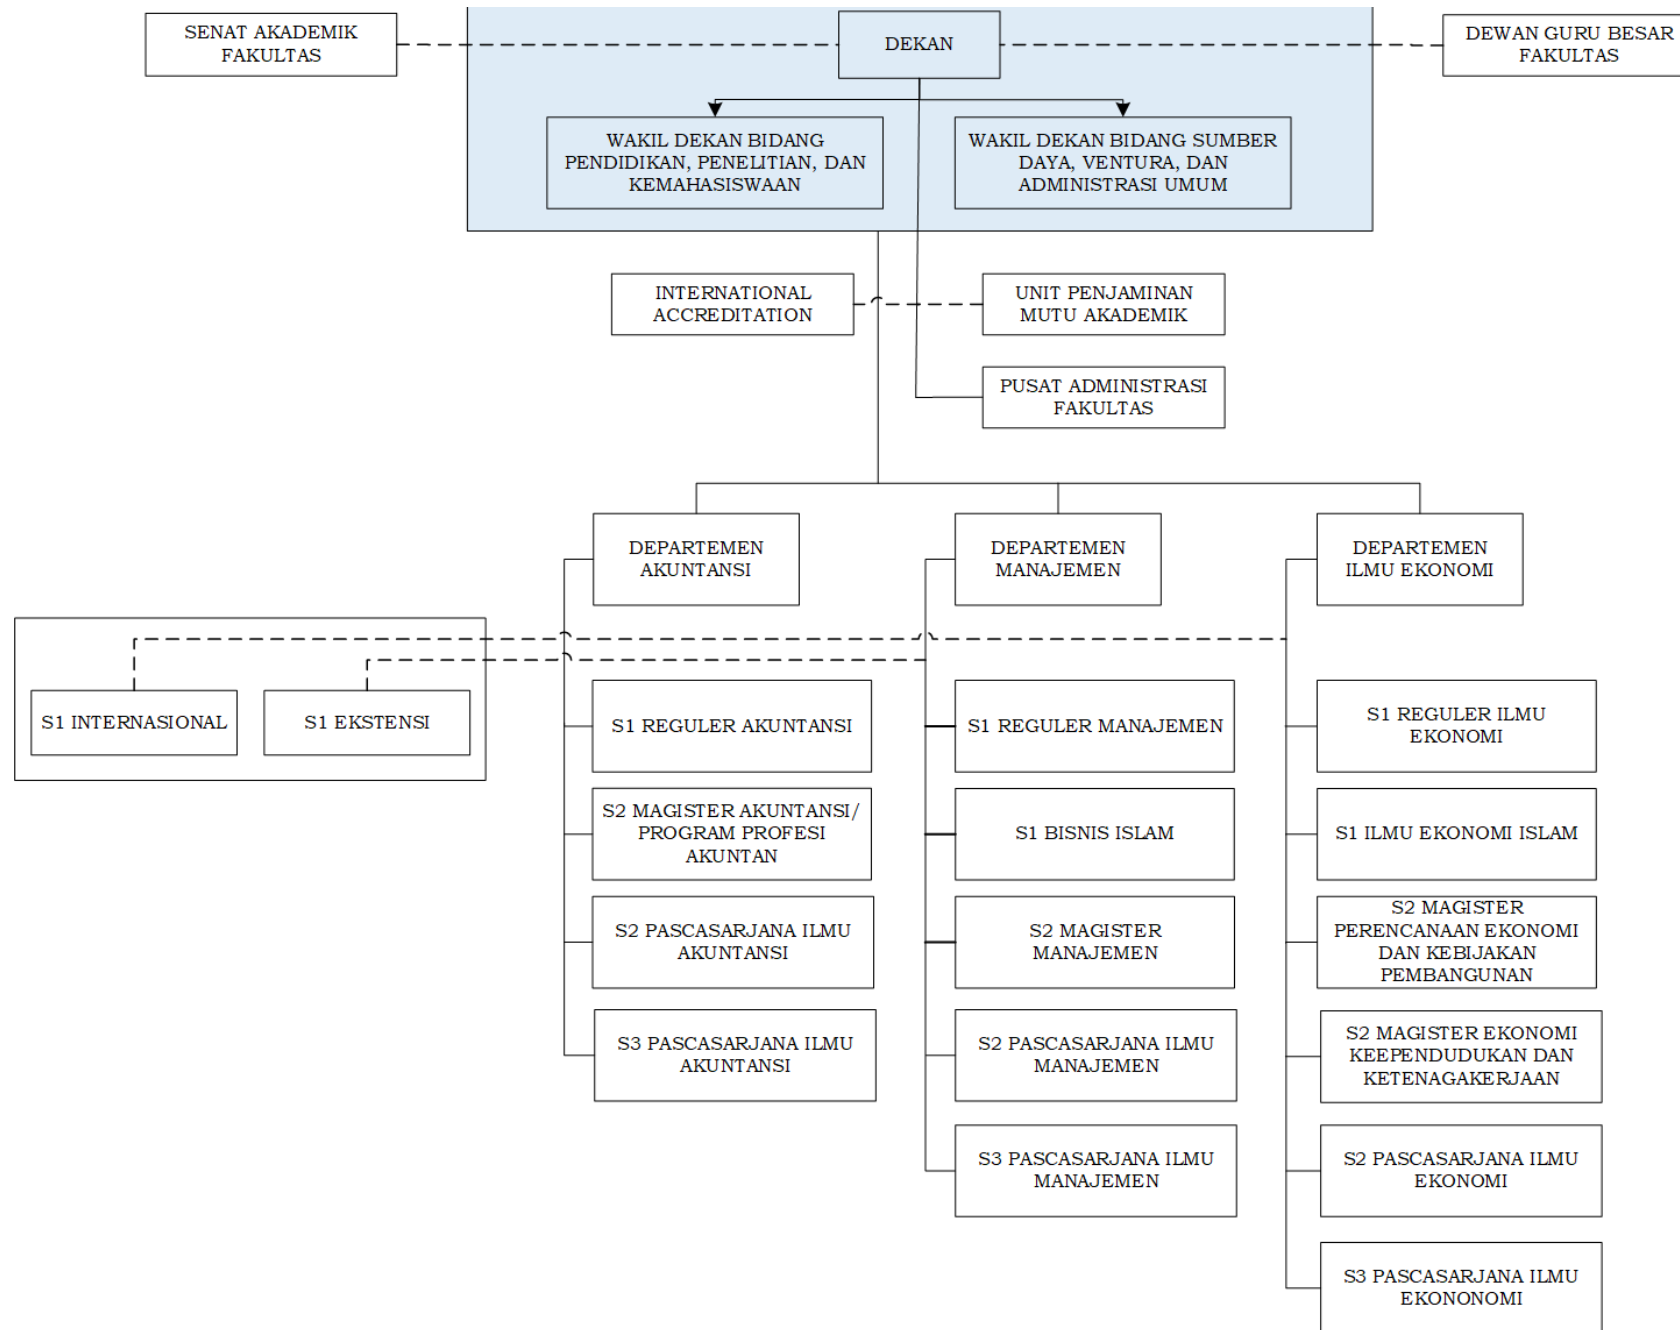 SENAT AKADEMIK
FAKULTAS
DEKAN
DEWAN GURU BESAR
FAKULTAS
WAKIL DEKAN BIDANG
PENDIDIKAN, PENELITIAN, DAN
KEMAHASISWAAN
WAKIL DEKAN BIDANG SUMBER
DAYA, VENTURA, DAN
ADMINISTRASI UMUM
INTERNATIONAL
ACCREDITATION
UNIT PENJAMINAN
MUTU AKADEMIK
PUSAT ADMINISTRASI
FAKULTAS
DEPARTEMEN
AKUNTANSI
DEPARTEMEN
MANAJEMEN
DEPARTEMEN
ILMU EKONOMI
S1 INTERNASIONAL
S1 EKSTENSI
S1 REGULER AKUNTANSI
S1 REGULER MANAJEMEN
S1 REGULER ILMU
EKONOMI
S2 MAGISTER AKUNTANSI/
PROGRAM PROFESI
AKUNTAN
S1 BISNIS ISLAM
S1 ILMU EKONOMI ISLAM
S2 PASCASARJANA ILMU
AKUNTANSI
S2 MAGISTER
MANAJEMEN
S2 MAGISTER
PERENCANAAN EKONOMI
DAN KEBIJAKAN
PEMBANGUNAN
S3 PASCASARJANA ILMU
AKUNTANSI
S2 PASCASARJANA ILMU
MANAJEMEN
S2 MAGISTER EKONOMI
KEEPENDUDUKAN DAN
KETENAGAKERJAAN
S3 PASCASARJANA ILMU
MANAJEMEN
S2 PASCASARJANA ILMU
EKONOMI
S3 PASCASARJANA ILMU
EKONONOMI